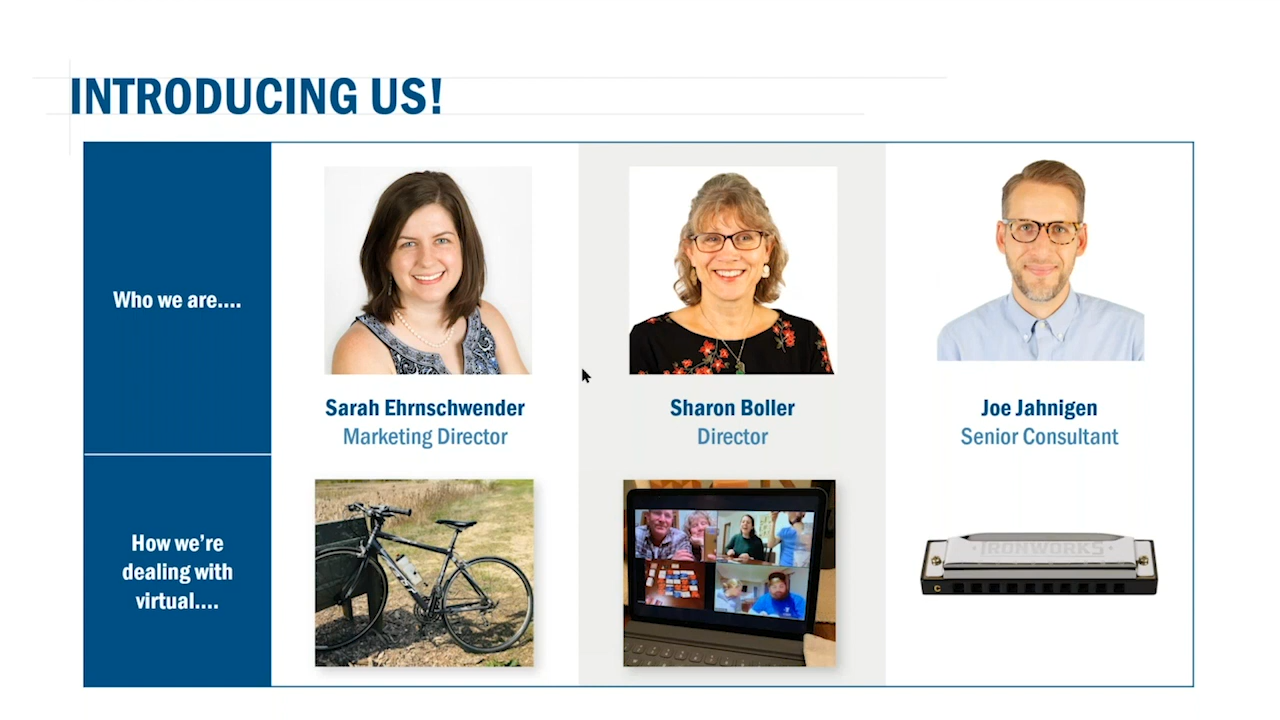 INTRODUCING US!
Who we are....
Sarah Ehrnschwender
Marketing Director
Sharon Boller
Director
Joe Jahnigen
Senior Consultant
How we're
dealing with
virtual....
IRONWORKS
C